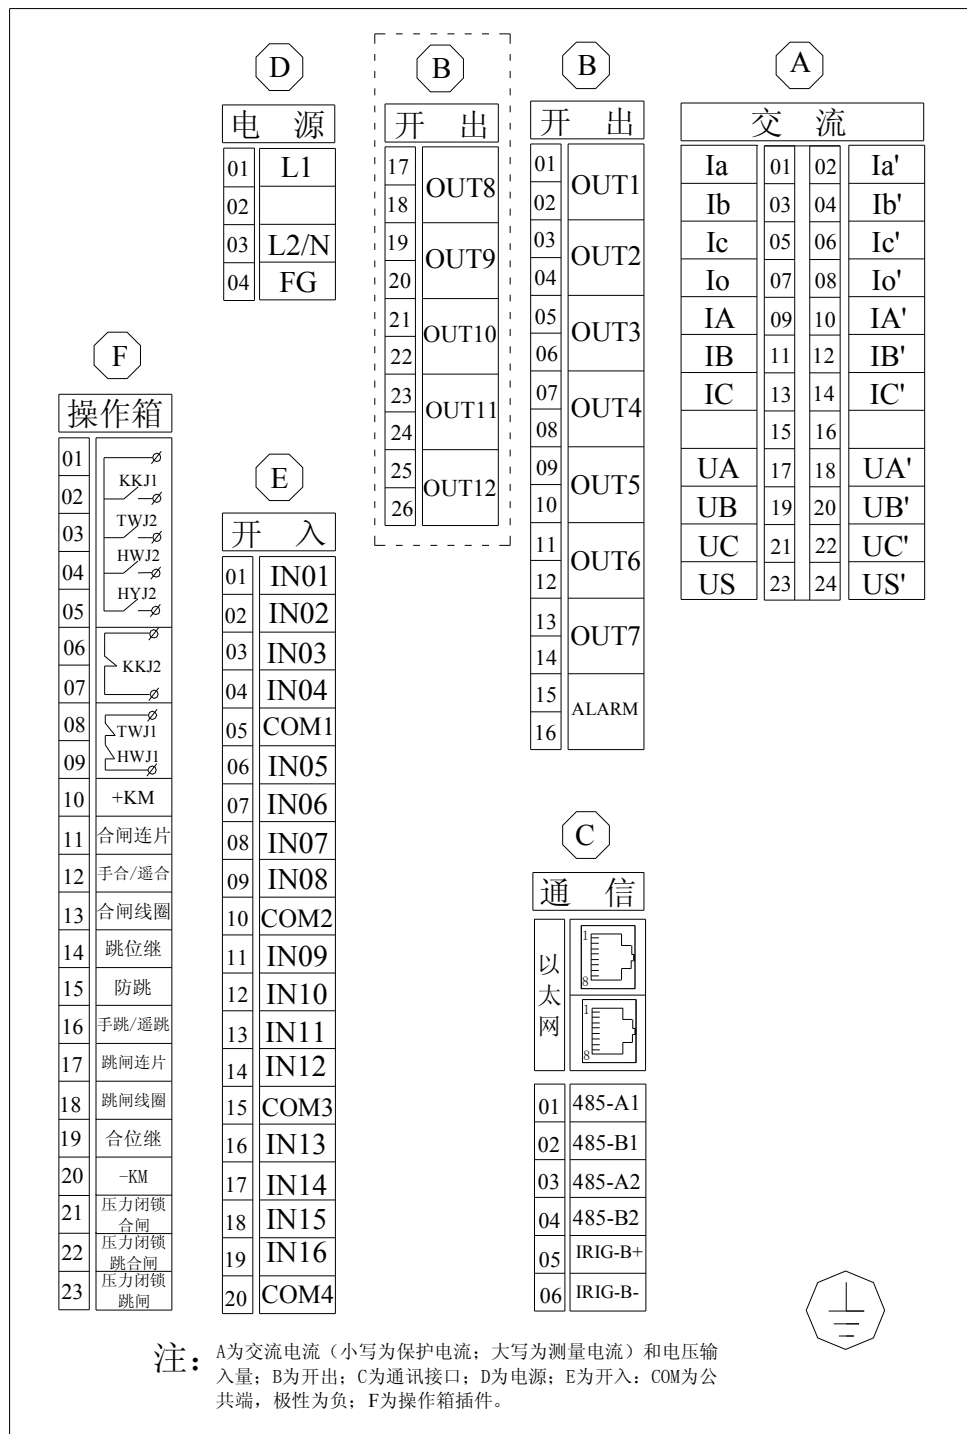 D
电 源
01 L1
02
03 L2/N
04 FG
B
开 出
17 OUT8
18
19 OUT9
20
21 OUT10
22
23 OUT11
24
25 OUT12
26
B
开 出
01 OUT1
02
03 OUT2
04
05 OUT3
06
07 OUT4
08
09 OUT5
10
11 OUT6
12
13 OUT7
14
15 ALARM
16
A
交 流
Ia 01 02 Ia'
Ib 03 04 Ib'
Ic 05 06 Ic'
Io 07 08 Io'
IA 09 10 IA'
IB 11 12 IB'
IC 13 14 IC'
15 16
UA 17 18 UA'
UB 19 20 UB'
UC 21 22 UC'
US 23 24 US'
F
操作箱
01
KKJ1
02
TWJ2
03
HWJ2
04
HYJ2
05
06
KKJ2
07
08 TWJ1
09 HWJ1
10 +KM
11 合闸连片
12 手合/遥合
13 合闸线圈
14 跳位继
15 防跳
16 手跳/遥跳
17 跳闸连片
18 跳闸线圈
19 合位继
20 -KM
21 压力闭锁
合闸
22 压力闭锁
跳合闸
23 压力闭锁
跳闸
E
开 入
01 IN01
02 IN02
03 IN03
04 IN04
05 COM1
06 IN05
07 IN06
08 IN07
09 IN08
10 COM2
11 IN09
12 IN10
13 IN11
14 IN12
15 COM3
16 IN13
17 IN14
18 IN15
19 IN16
20 COM4
C
通 信
以太网
1
8
1
8
01 485-A1
02 485-B1
03 485-A2
04 485-B2
05 IRIG-B+
06 IRIG-B-
注：A为交流电流（小写为保护电流；大写为测量电流）和电压输
入量；B为开出；C为通讯接口；D为电源；E为开入：COM为公
共端，极性为负；F为操作箱插件。